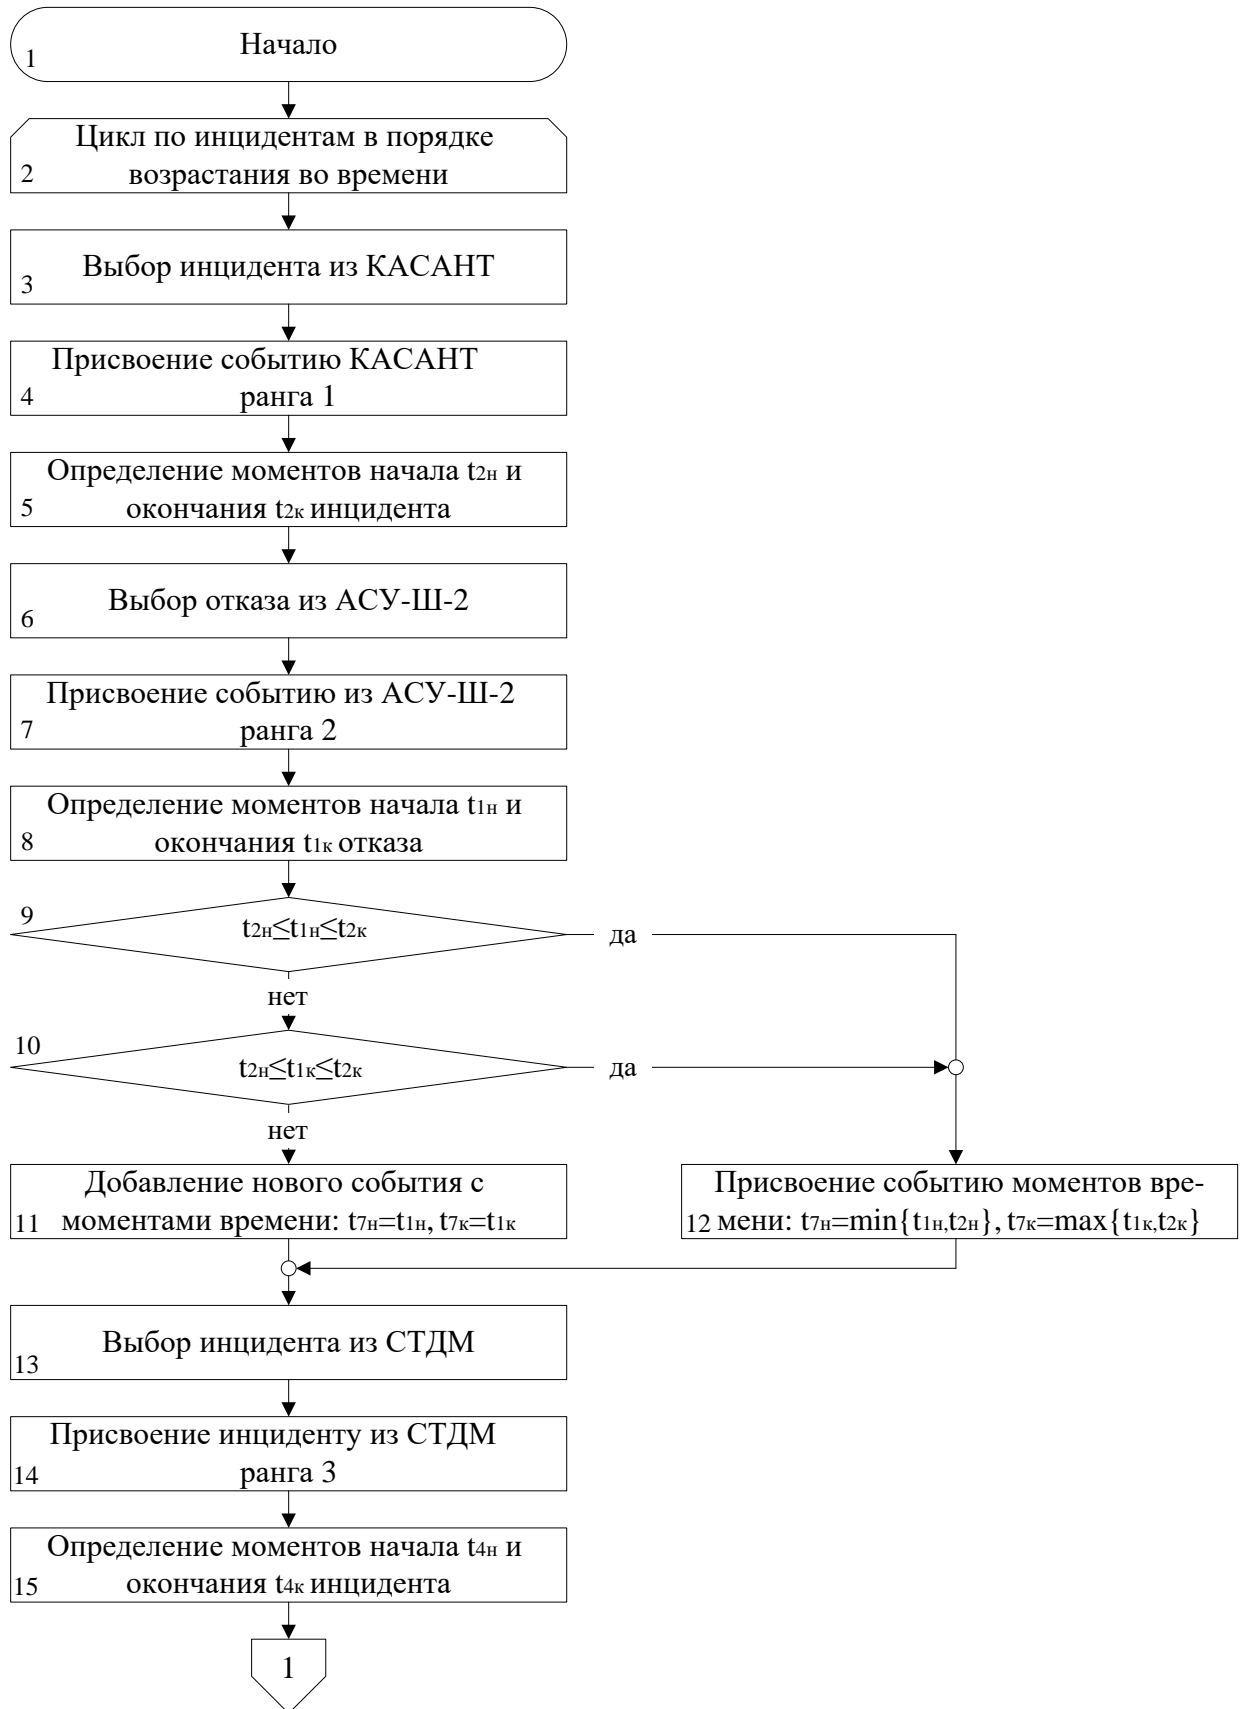 Начало
1
Цикл по инцидентам в порядке
возрастания во времени
2
Выбор инцидента из КАСАНТ
3
Присвоение событию КАСАНТ
ранга 1
4
Определение моментов начала t2н и
окончания t2к инцидента
5
Выбор отказа из АСУ-Ш-2
6
Присвоение событию из АСУ-Ш-2
ранга 2
7
Определение моментов начала t1н и
окончания t1к отказа
8
9
t2н≤t1н≤t2к
да
нет
10
t2н≤t1к≤t2к
да
нет
Добавление нового события с
11 моментами времени: t7н=t1н, t7к=t1к
Присвоение событию моментов вре-
12 мени: t7н=min{t1н,t2н}, t7к=max{t1к,t2к}
Выбор инцидента из СТДМ
13
Присвоение инциденту из СТДМ
ранга 3
14
Определение моментов начала t4н и
окончания t4к инцидента
15
1